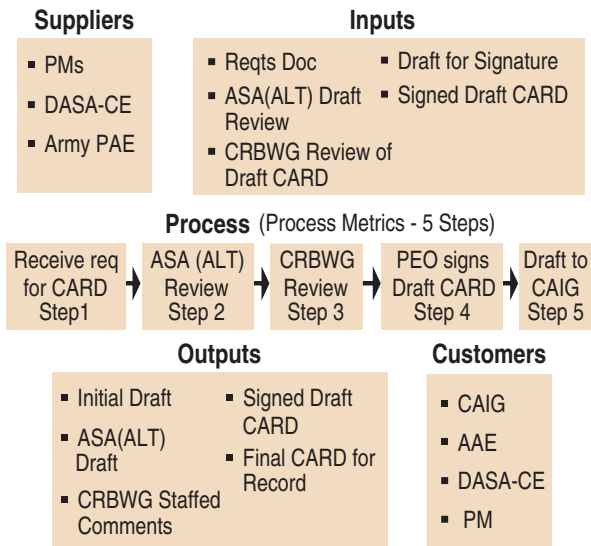 Suppliers
▪ PMs
▪ DASA-CE
▪ Army PAE
Inputs
▪ Reqts Doc
▪ ASA(ALT) Draft
Review
▪ CRBWG Review of
Draft CARD
▪ Draft for Signature
▪ Signed Draft CARD
Process (Process Metrics - 5 Steps)
Receive req
for CARD
Step1
ASA (ALT)
Review
Step 2
CRBWG
Review
Step 3
PEO signs
Draft CARD
Step 4
Draft to
CAIG
Step 5
Outputs
▪ Initial Draft
▪ ASA(ALT)
Draft
▪ CRBWG Staffed
Comments
▪ Signed Draft
CARD
▪ Final CARD for
Record
Customers
▪ CAIG
▪ AAE
▪ DASA-CE
▪ PM